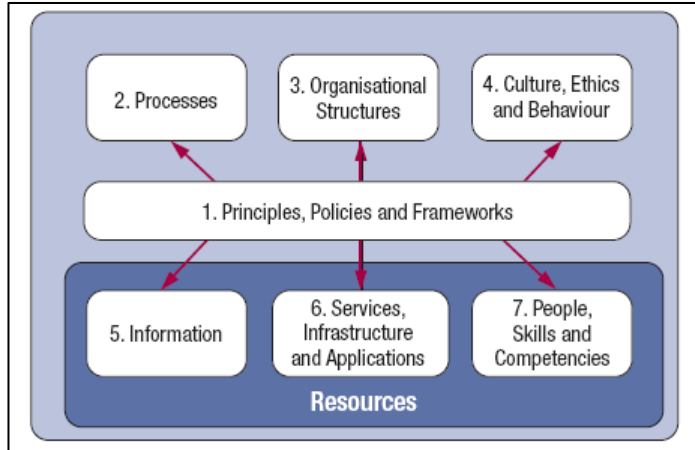 2. Processes
3. Organisational
Structures
4. Culture, Ethics
and Behaviour
1. Principles, Policies and Frameworks
5. Information
6. Services,
Infrastructure
and Applications
7. People,
Skills and
Competencies
Resources